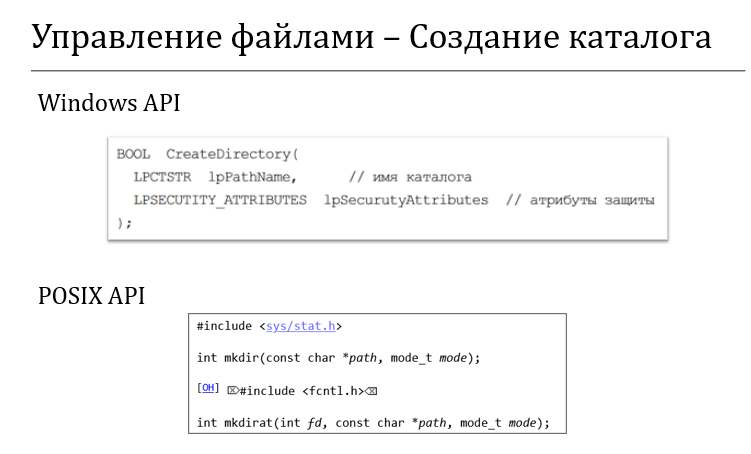 Управление файлами – Создание каталога
Windows API
BOOL CreateDirectory(
LPCTSTR lpPathName, // имя каталога
LPSECUTITY_ATTRIBUTES lpSecurutyAttributes // атрибуты защиты
);
POSIX API
#include <sys/stat.h>
int mkdir(const char *path, mode_t mode);
[OH] ⌦#include <fcntl.h>⌫
int mkdirat(int fd, const char *path, mode_t mode);